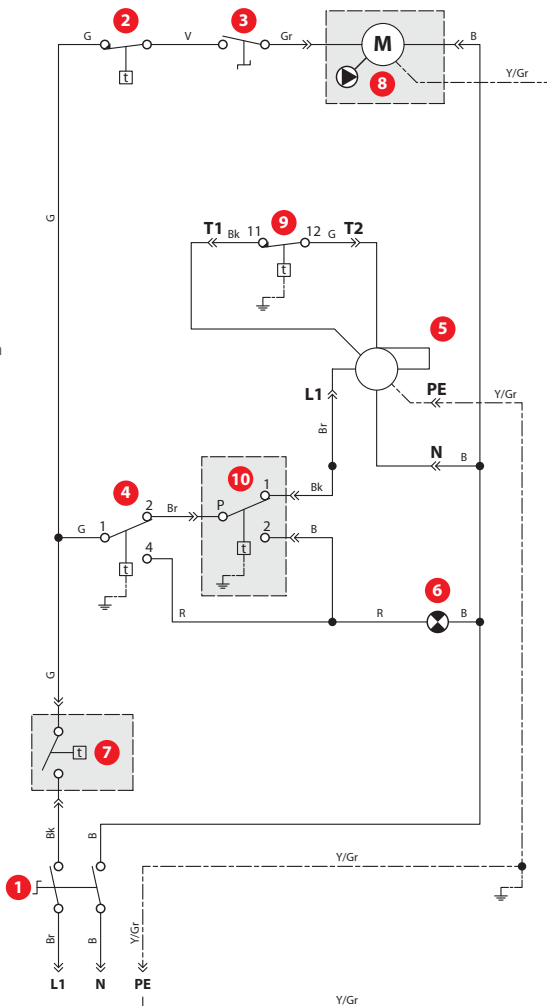 2 3
G V Gr M B
t
8
Y/Gr
G
9
T1 Bk 11 12 G T2
t
5
L1 PE Y/Gr
Br
N B
10
4 1 Bk
2 Br P
G 1
2 B
t
4 t
6
R R B
G
t 7
Bk B
Y/Gr
1
Br B Y/Gr
L1 N PE
Y/Gr